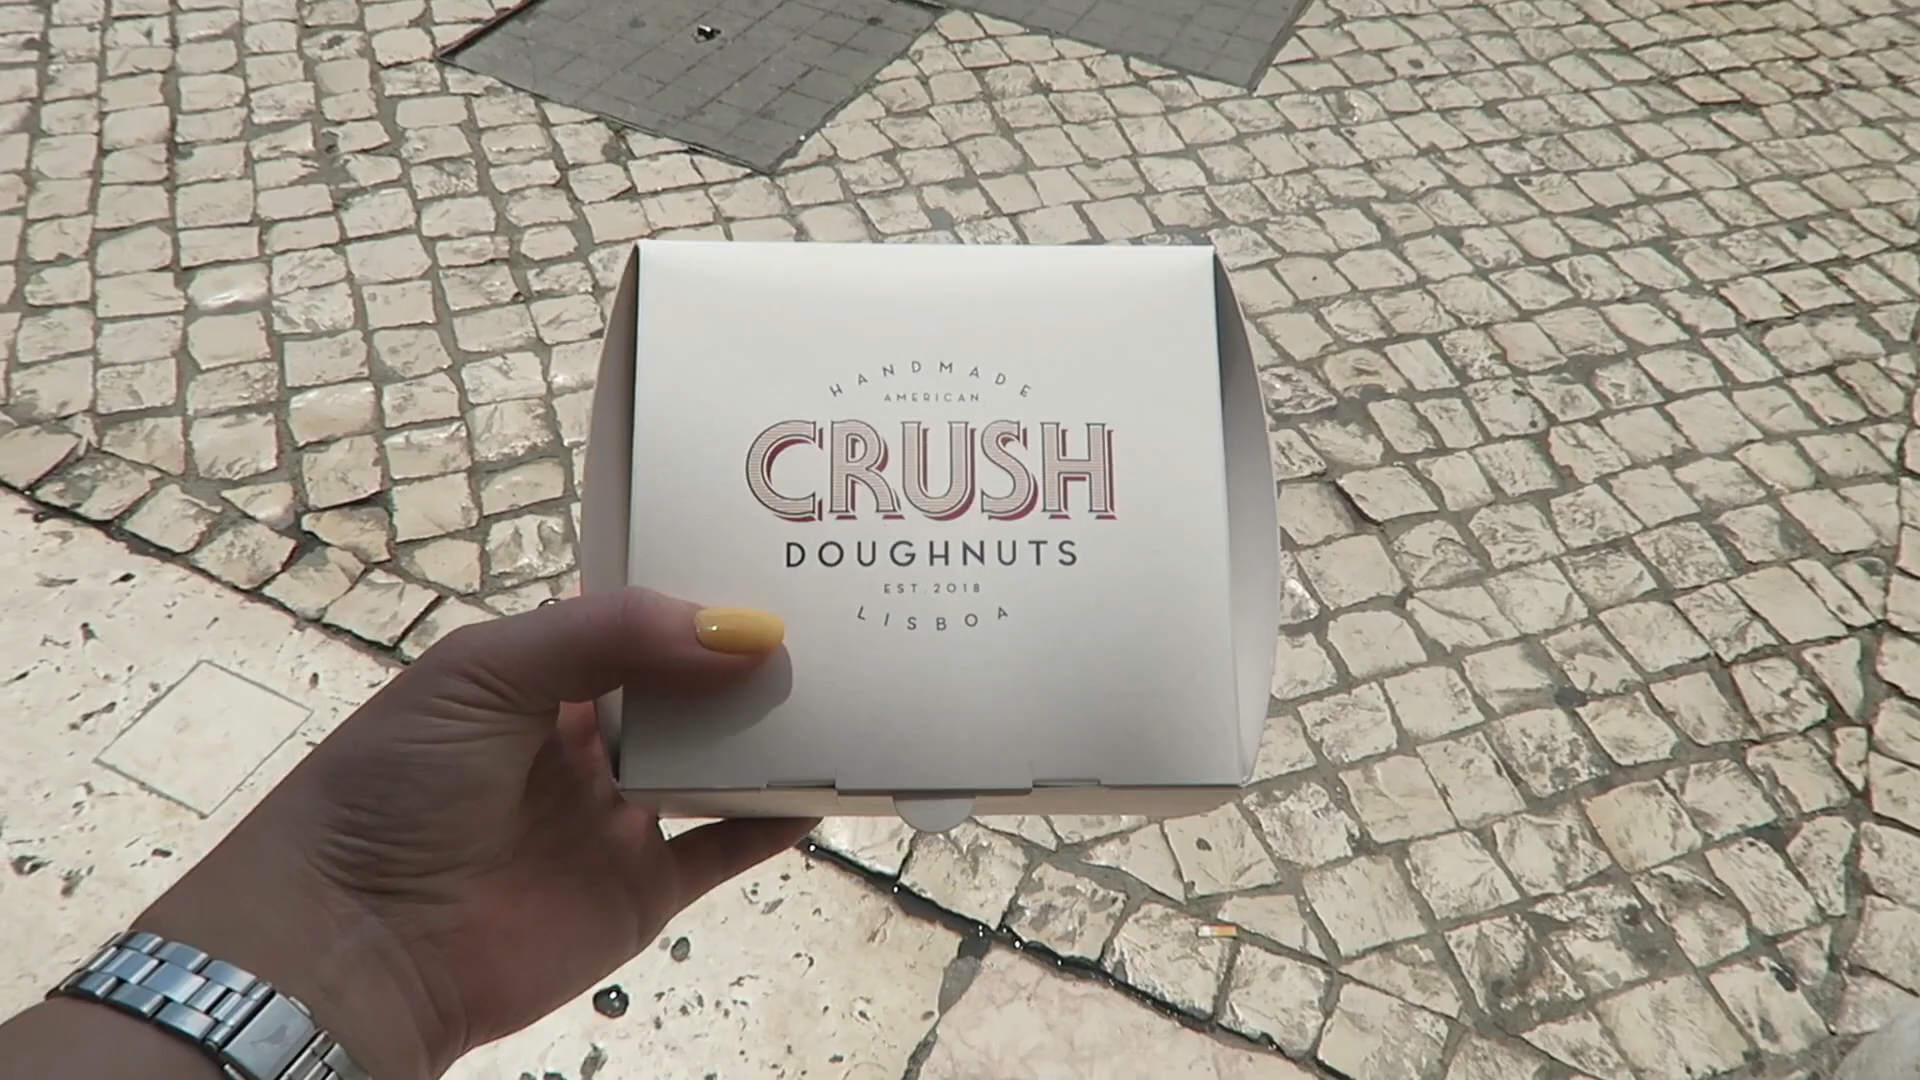 HANDMADE
AMERICAN
CRUSH
DOUGHNUTS
EST. 2018
LISBOA